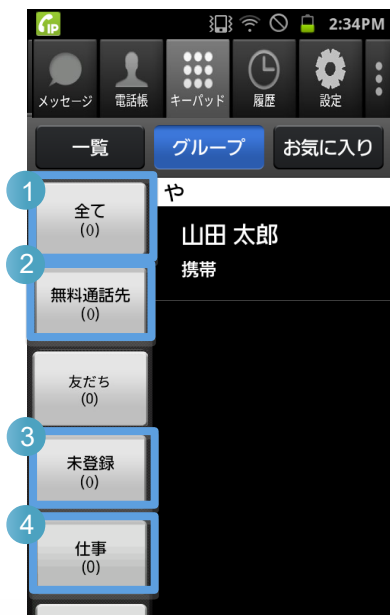 iP
2:34PM
メッセージ
電話帳
キーパッド
履歴
設定
一覧
グループ
お気に入り
1
全て
(0)
や
山田 太郎
携帯
2
無料通話先
(0)
友だち
(0)
3
未登録
(0)
4
仕事
(0)